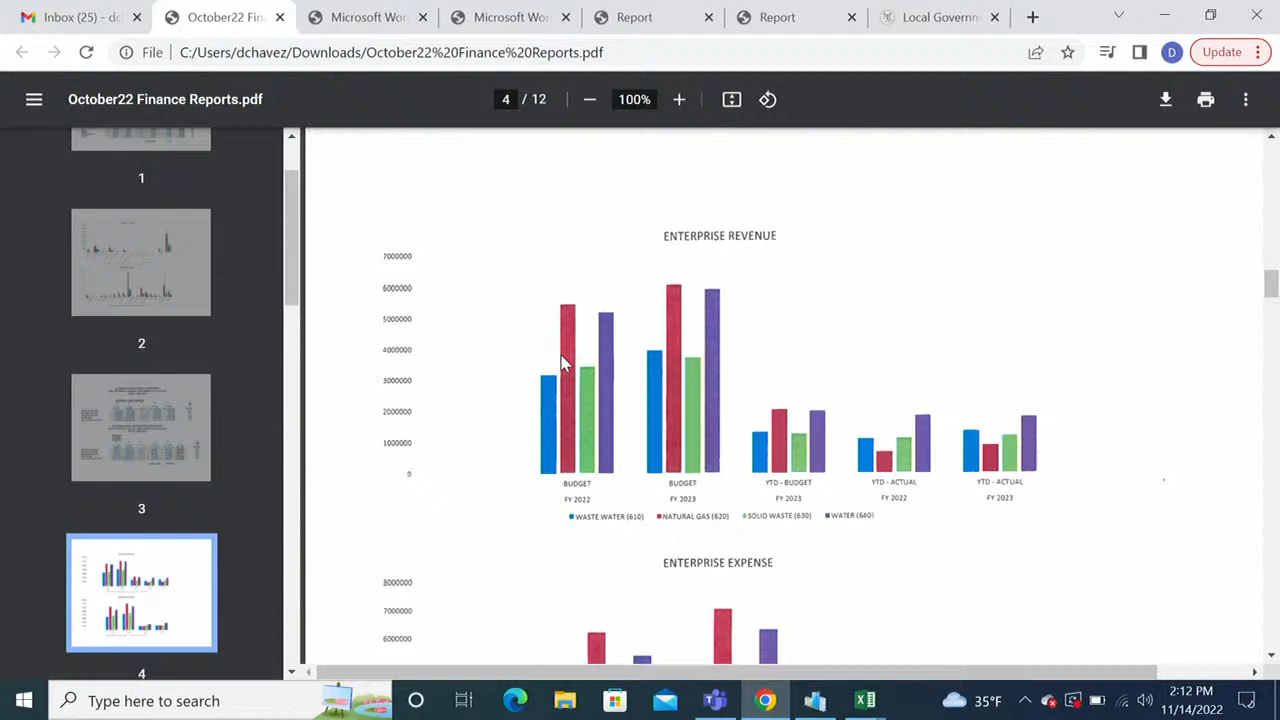 Inbox (25) - dc
October22 Fin
Microsoft Wor
Microsoft Wor
Report
Report
Local Governm
File
C:/Users/dchavez/Downloads/October22%20Finance%20Reports.pdf
D
Update
October22 Finance Reports.pdf
4 / 12
100%
1
2
3
4
ENTERPRISE REVENUE
7000000
6000000
5000000
4000000
3000000
2000000
1000000
0
BUDGET BUDGET YTD - BUDGET YTD - ACTUAL YTD - ACTUAL
FY 2022 FY 2023 FY 2023 FY 2022 FY 2023
WASTE WATER (610) NATURAL GAS (620) SOLID WASTE (630) WATER (640)
ENTERPRISE EXPENSE
8000000
7000000
6000000
Type here to search
35°F
2:12 PM
11/14/2022